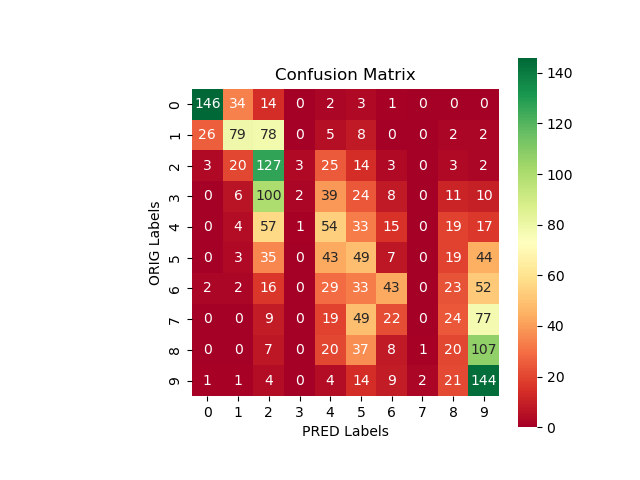 Confusion Matrix
0 146 34 14 0 2 3 1 0 0 0
1 26 79 78 0 5 8 0 0 2 2
2 3 20 127 3 25 14 3 0 3 2
3 0 6 100 2 39 24 8 0 11 10
4 0 4 57 1 54 33 15 0 19 17
5 0 3 35 0 43 49 7 0 19 44
6 2 2 16 0 29 33 43 0 23 52
7 0 0 9 0 19 49 22 0 24 77
8 0 0 7 0 20 37 8 1 20 107
9 1 1 4 0 4 14 9 2 21 144
0 1 2 3 4 5 6 7 8 9
ORIG Labels
PRED Labels
140
120
100
80
60
40
20
0